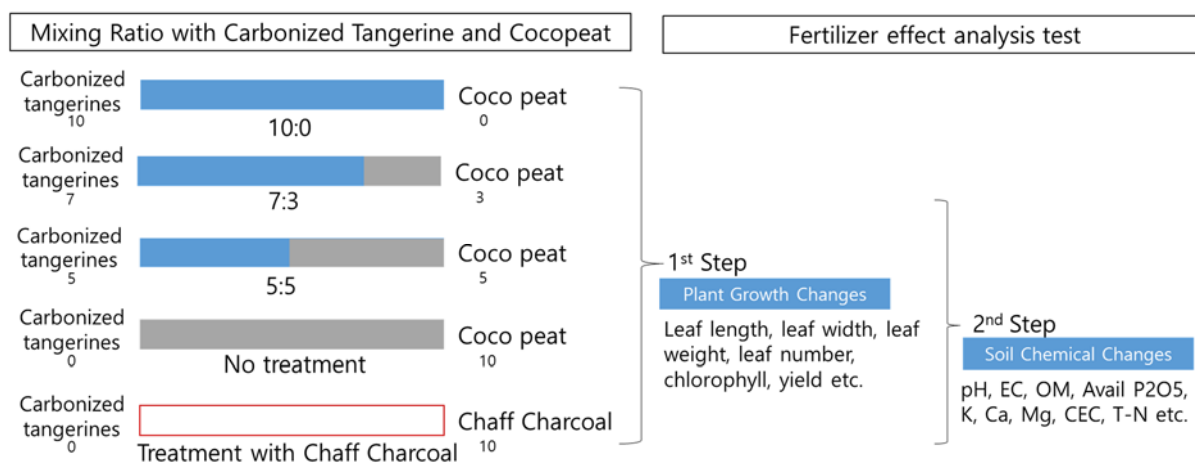 Mixing Ratio with Carbonized Tangerine and Cocopeat
Fertilizer effect analysis test
Carbonized
tangerines
10
Coco peat
0
10:0
Carbonized
tangerines
7
Coco peat
3
7:3
Carbonized
tangerines
5
Coco peat
5
5:5
Carbonized
tangerines
0
Coco peat
10
No treatment
Carbonized
tangerines
0
Chaff Charcoal
10
Treatment with Chaff Charcoal
1st Step
Plant Growth Changes
Leaf length, leaf width, leaf
weight, leaf number,
chlorophyll, yield etc.
2nd Step
Soil Chemical Changes
pH, EC, OM, Avail P2O5,
K, Ca, Mg, CEC, T-N etc.